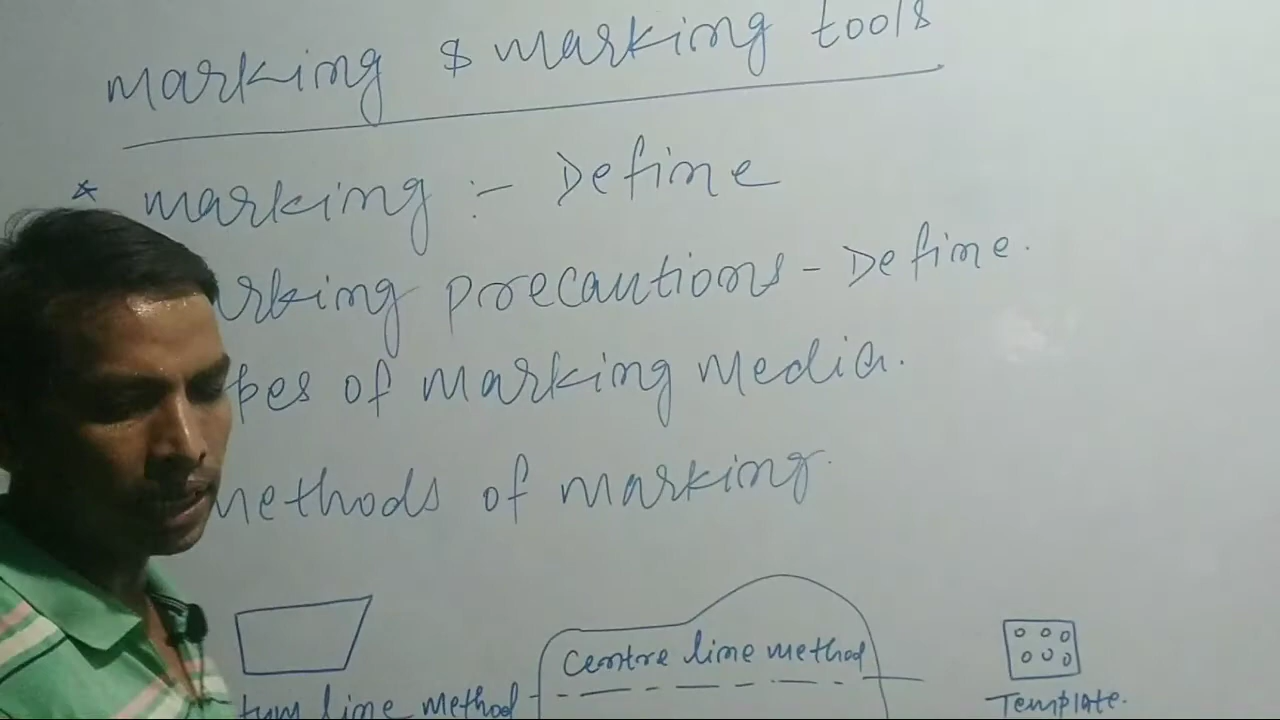 marking & marking tools
* marking :- Define
rking precautions - Define.
pes of marking Media.
methods of marking.
Centre line method
tum line method
Template.